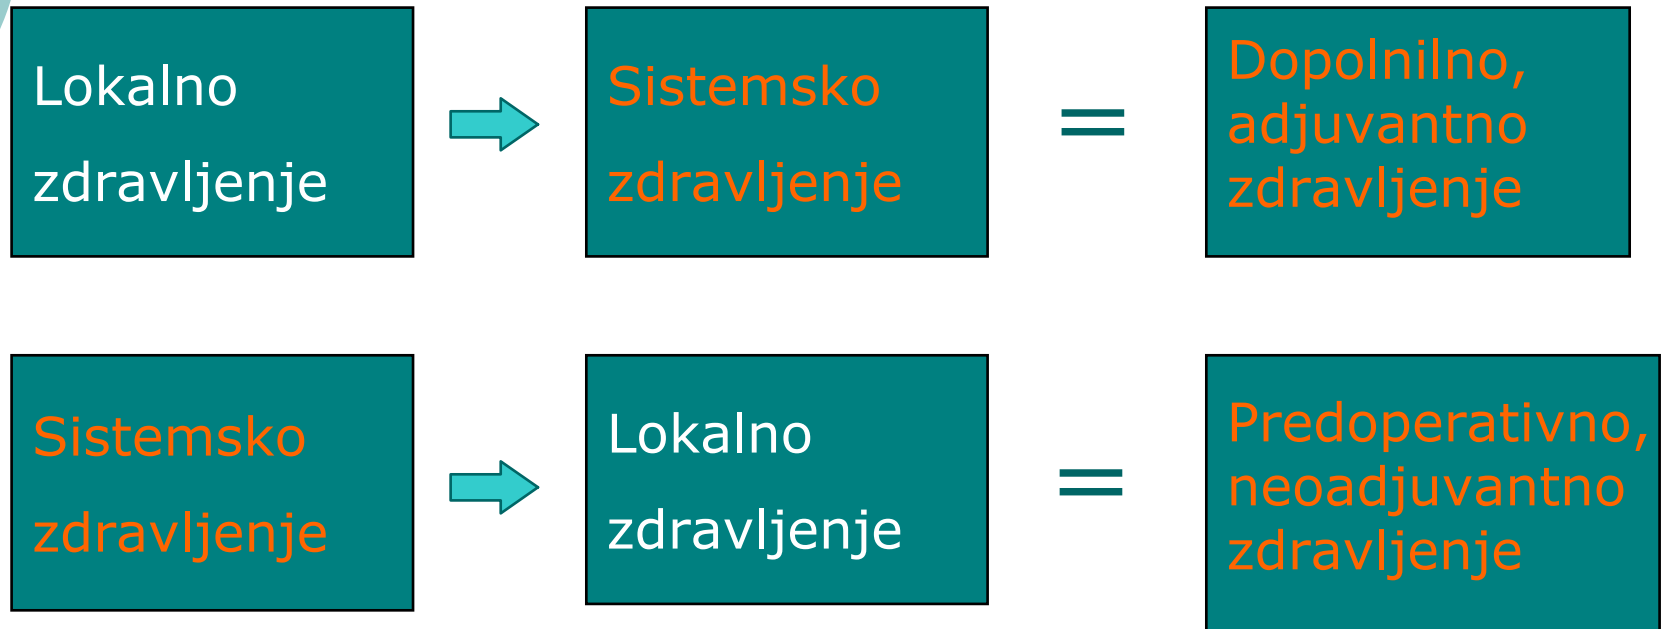 Lokalno
zdravljenje
Sistemsko
zdravljenje
=
Dopolnilno,
adjuvantno
zdravljenje
Sistemsko
zdravljenje
Lokalno
zdravljenje
=
Predoperativno,
neoadjuvantno
zdravljenje